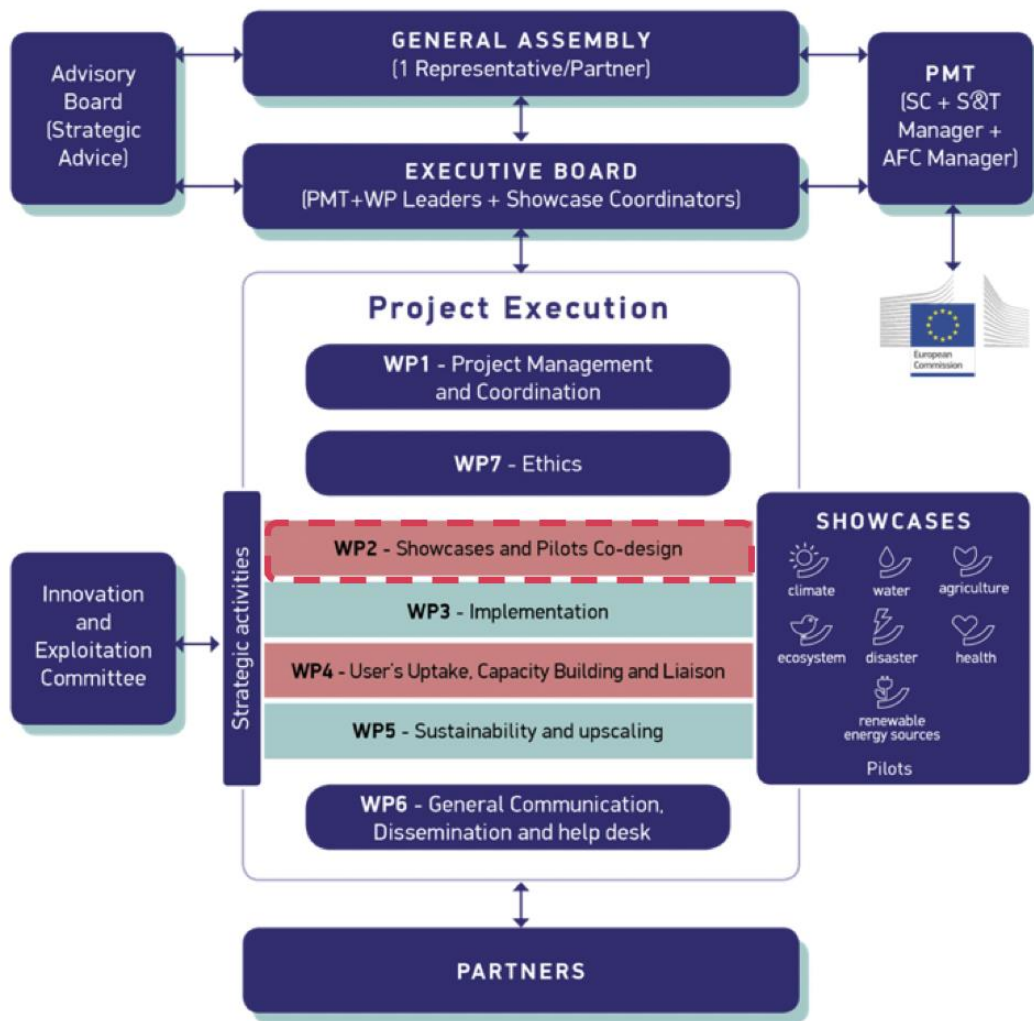 GENERAL ASSEMBLY
(1 Representative/Partner)
Advisory
Board
(Strategic
Advice)
PMT
(SC + S&T
Manager +
AFC Manager)
EXECUTIVE BOARD
(PMT+WP Leaders + Showcase Coordinators)
European
Commission
Project Execution
WP1 - Project Management
and Coordination
WP7 - Ethics
Strategic activities
WP2 - Showcases and Pilots Co-design
WP3 - Implementation
WP4 - User's Uptake, Capacity Building and Liaison
WP5 - Sustainability and upscaling
WP6 - General Communication,
Dissemination and help desk
Innovation
and
Exploitation
Committee
SHOWCASES
climate
water
agriculture
ecosystem
disaster
health
renewable
energy sources
Pilots
PARTNERS